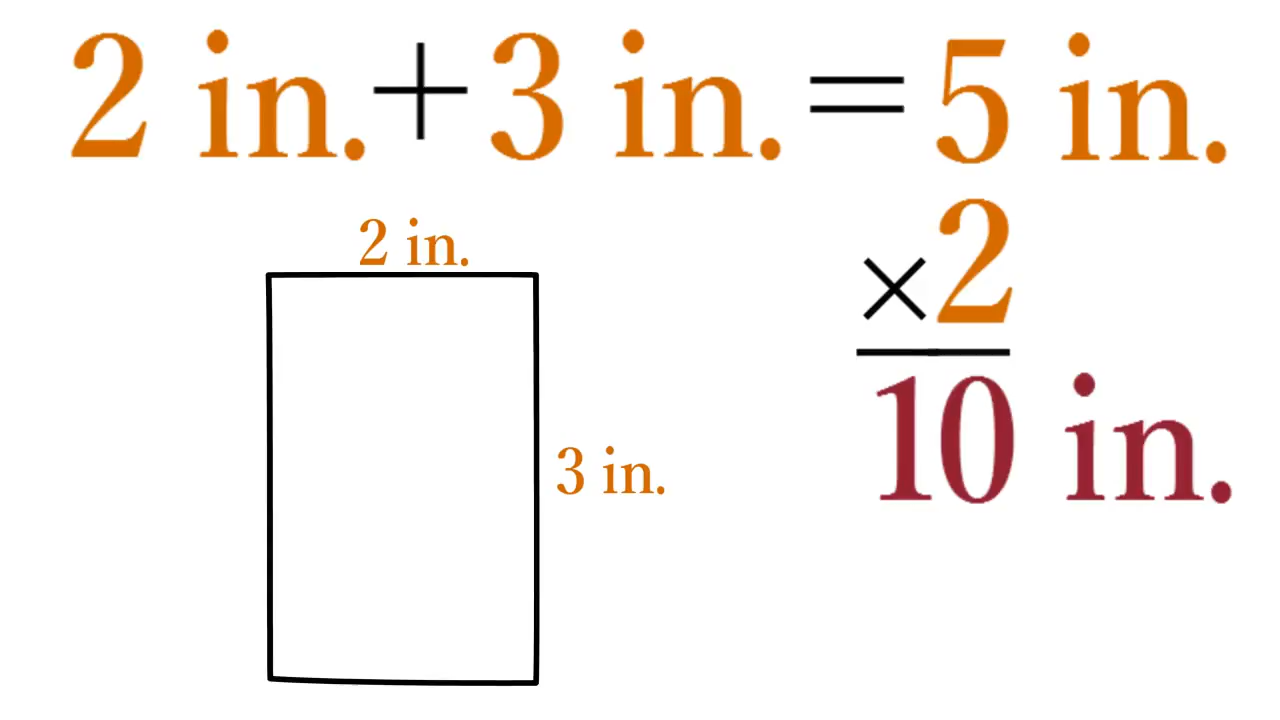 2 in. + 3 in. = 5 in.
×2
10 in.
2 in.
3 in.